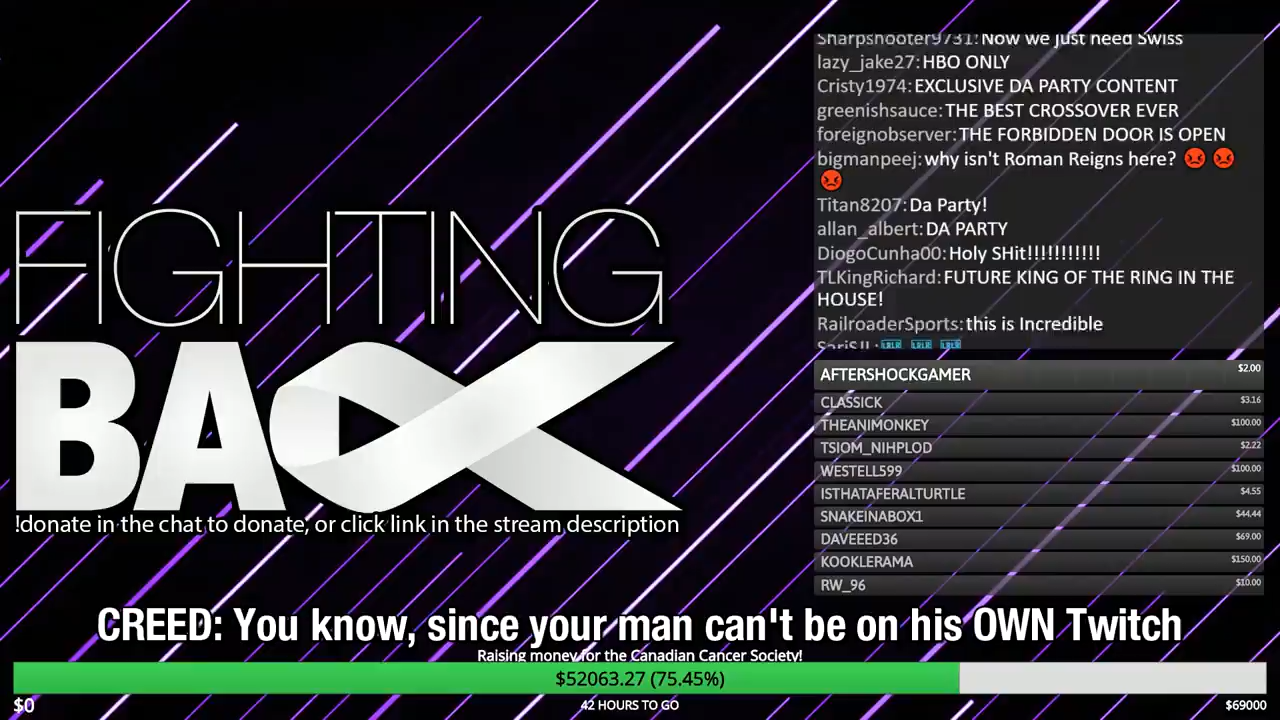 Sharpshooter9731: Now we just need Swiss
lazy_jake27: HBO ONLY
Cristy1974: EXCLUSIVE DA PARTY CONTENT
greenishsauce: THE BEST CROSSOVER EVER
foreignobserver: THE FORBIDDEN DOOR IS OPEN
bigmanpeej: why isn't Roman Reigns here? 😡 😡
😡
Titan8207: Da Party!
allan_albert: DA PARTY
DiogoCunha00: Holy SHit!!!!!!!!!!!
TLKingRichard: FUTURE KING OF THE RING IN THE
HOUSE!
RailroaderSports: this is Incredible
FIGHTING
BACK
!donate in the chat to donate, or click link in the stream description
AFTERSHOCKGAMER $2.00
CLASSICK $3.16
THEANIMONKEY $100.00
TSIOM_NIHPLOD $2.22
WESTELL599 $100.00
ISTHATAFERALTURTLE $4.55
SNAKEINABOX1 $44.44
DAVEEED36 $69.00
KOOKLERAMA $150.00
RW_96 $10.00
CREED: You know, since your man can't be on his OWN Twitch
Raising money for the Canadian Cancer Society!
$52063.27 (75.45%)
$0 42 HOURS TO GO $69000